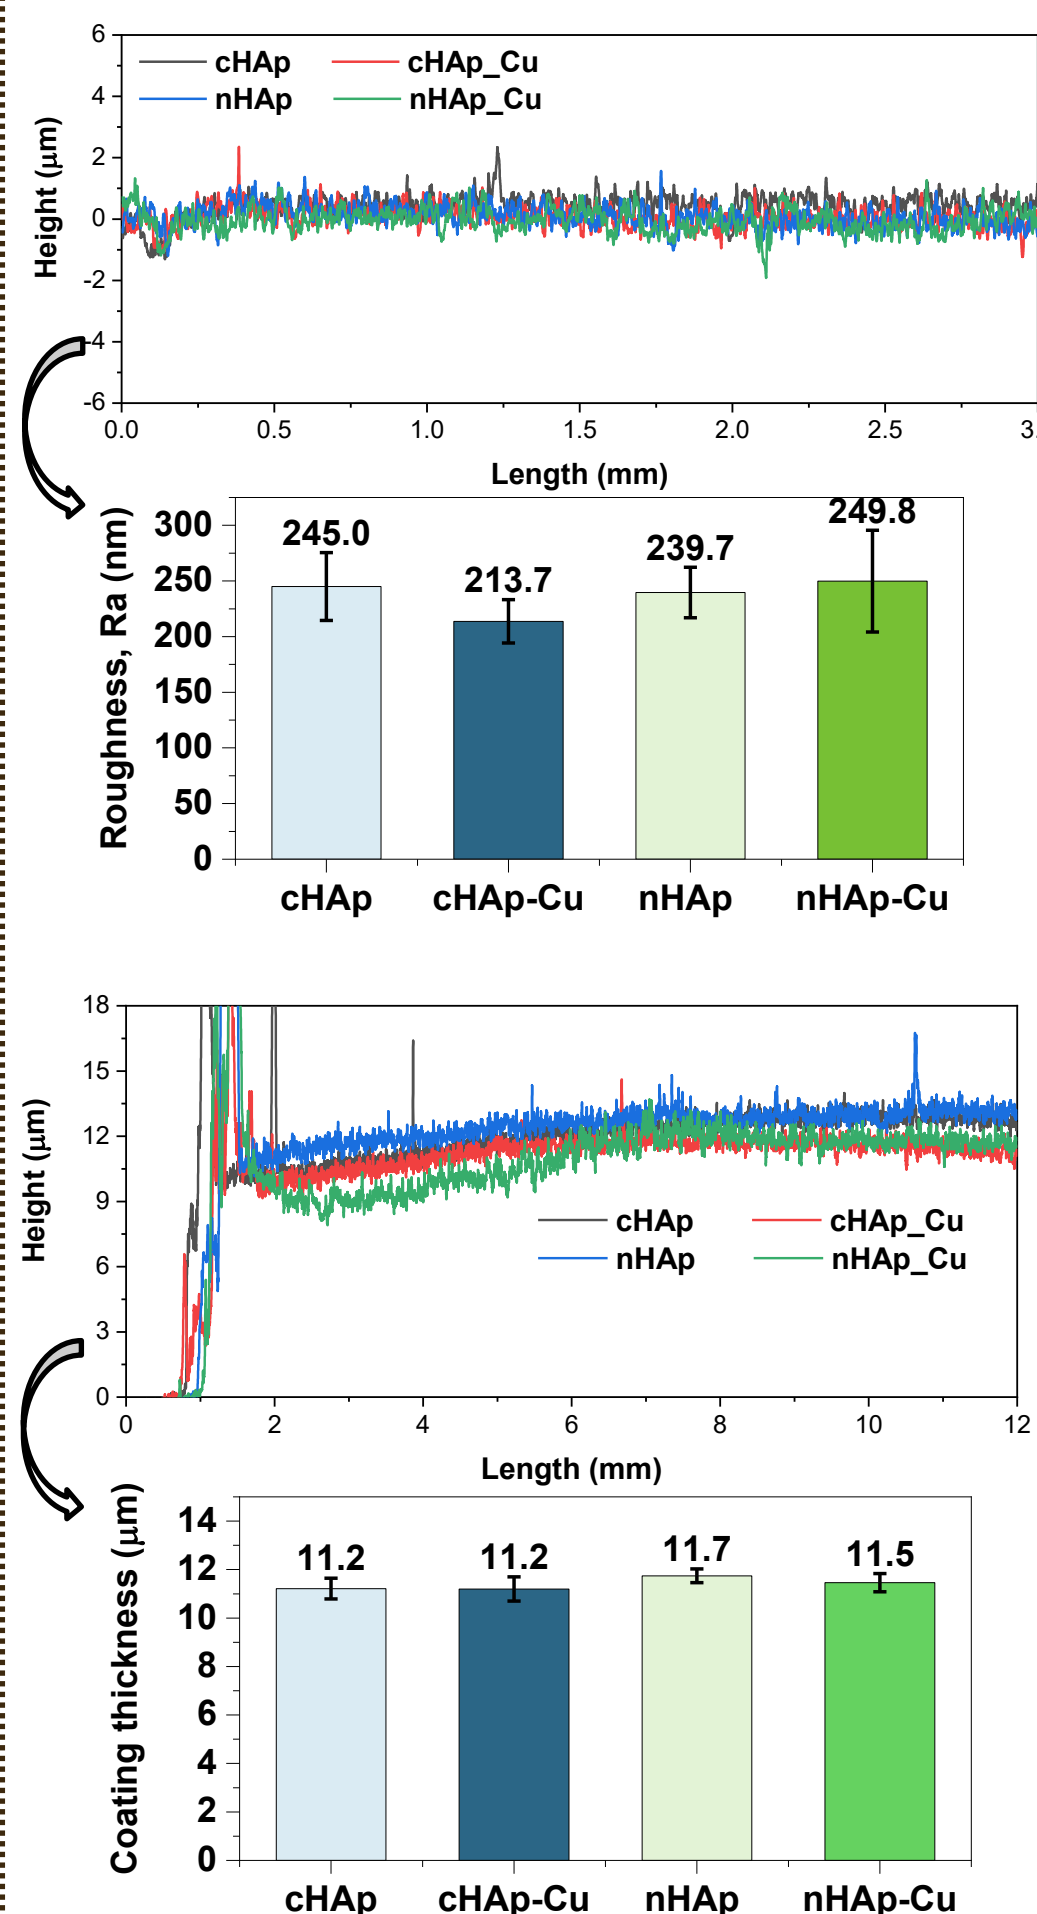 6
cHAp cHAp_Cu
4
nHAp nHAp_Cu
2
0
-2
-4
-6
Height (μm)
0.0 0.5 1.0 1.5 2.0 2.5 3.
Length (mm)
Roughness, Ra (nm)
300
250
200
150
100
50
0
245.0 213.7 239.7 249.8
cHAp cHAp-Cu nHAp nHAp-Cu
18
15
12
9
6
3
0
Height (μm)
cHAp cHAp_Cu
nHAp nHAp_Cu
0 2 4 6 8 10 12
Length (mm)
Coating thickness (μm)
14
12
10
8
6
4
2
0
11.2 11.2 11.7 11.5
cHAp cHAp-Cu nHAp nHAp-Cu